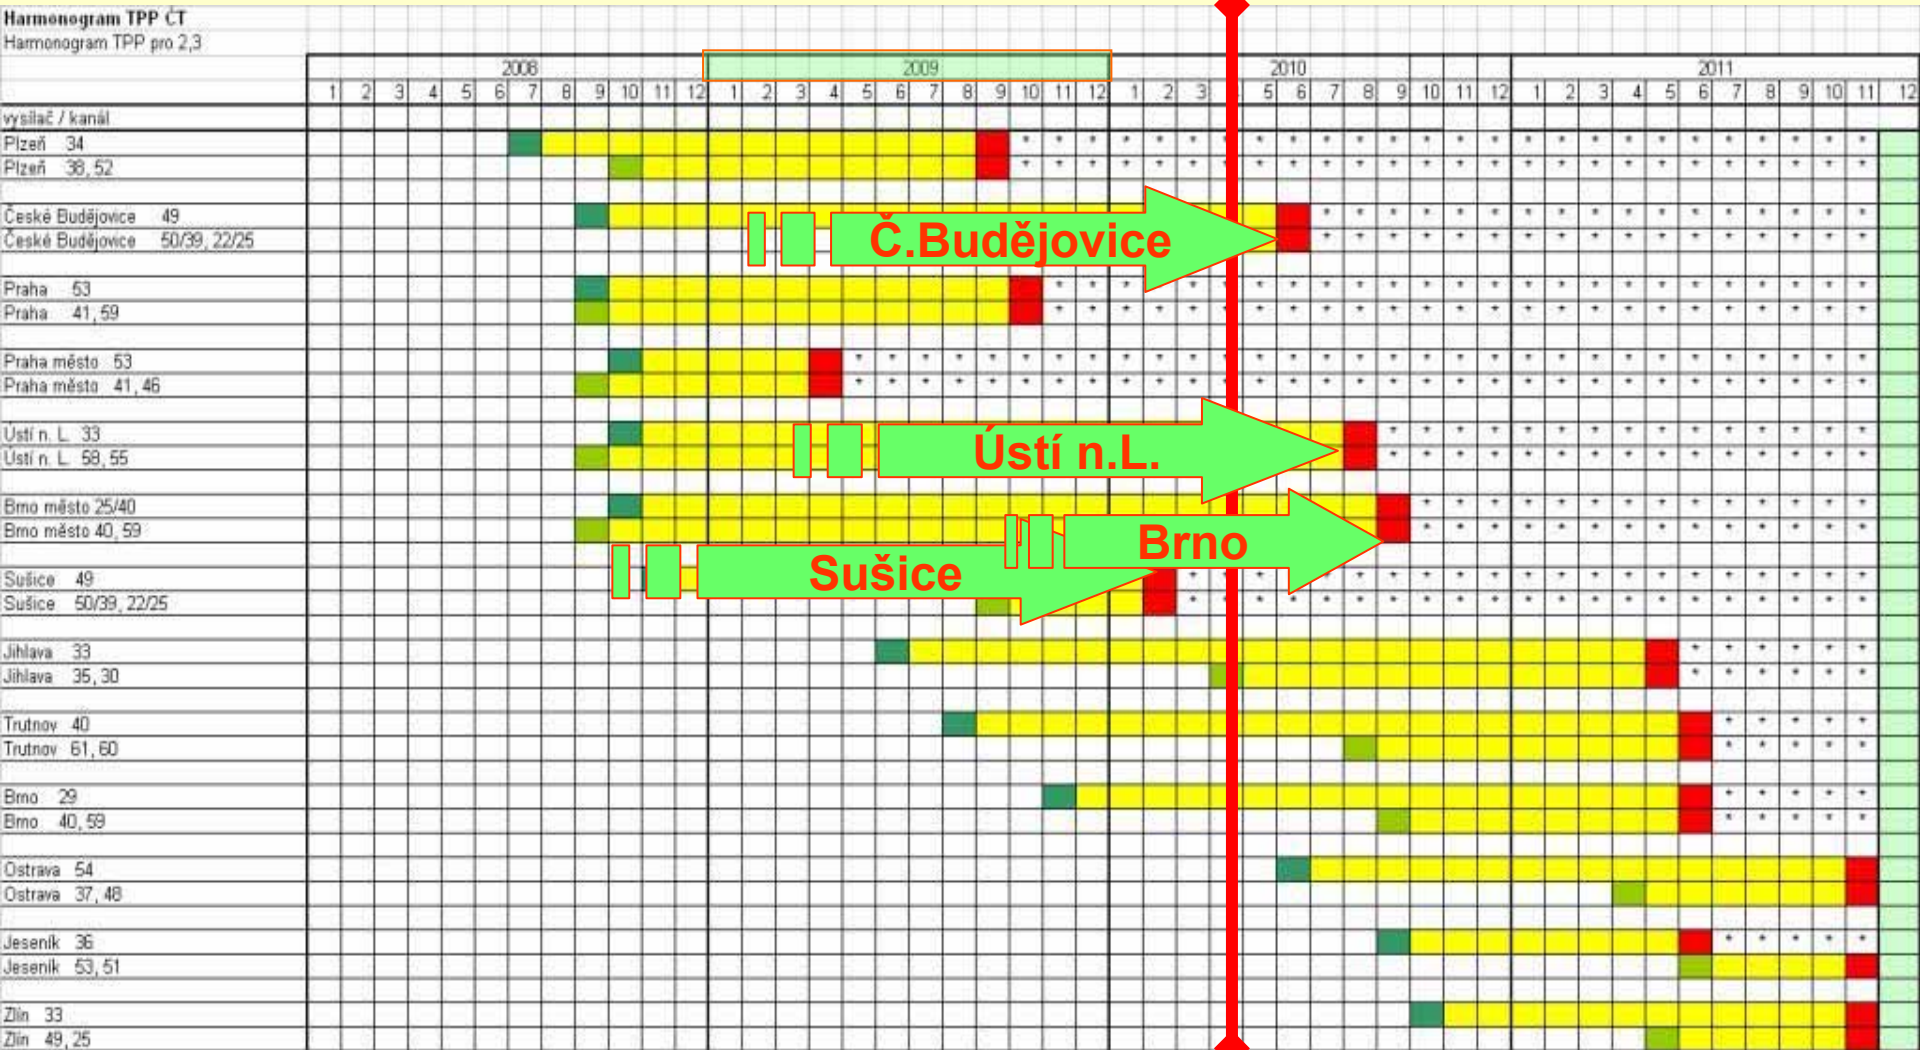 Harmonogram TPP ČT
Harmonogram TPP pro 2,3
2008 2009 2010 2011
1 2 3 4 5 6 7 8 9 10 11 12 1 2 3 4 5 6 7 8 9 10 11 12 1 2 3 5 6 7 8 9 10 11 12 1 2 3 4 5 6 7 8 9 10 11 12
vysílač / kanál
Plzeň 34
Plzeň 38, 52
České Budějovice 49
České Budějovice 50/39, 22/25
Č.Budějovice
Praha 53
Praha 41, 59
Praha město 53
Praha město 41, 46
Ústí n. L. 33
Ústí n. L. 58, 55
Ústí n.L.
Brno město 25/40
Brno město 40, 59
Brno
Sušice 49
Sušice
Sušice 50/39, 22/25
Jihlava 33
Jihlava 35, 30
Trutnov 40
Trutnov 61, 60
Brno 29
Brno 40, 59
Ostrava 54
Ostrava 37, 48
Jeseník 36
Jeseník 53, 51
Zlín 33
Zlín 49, 25